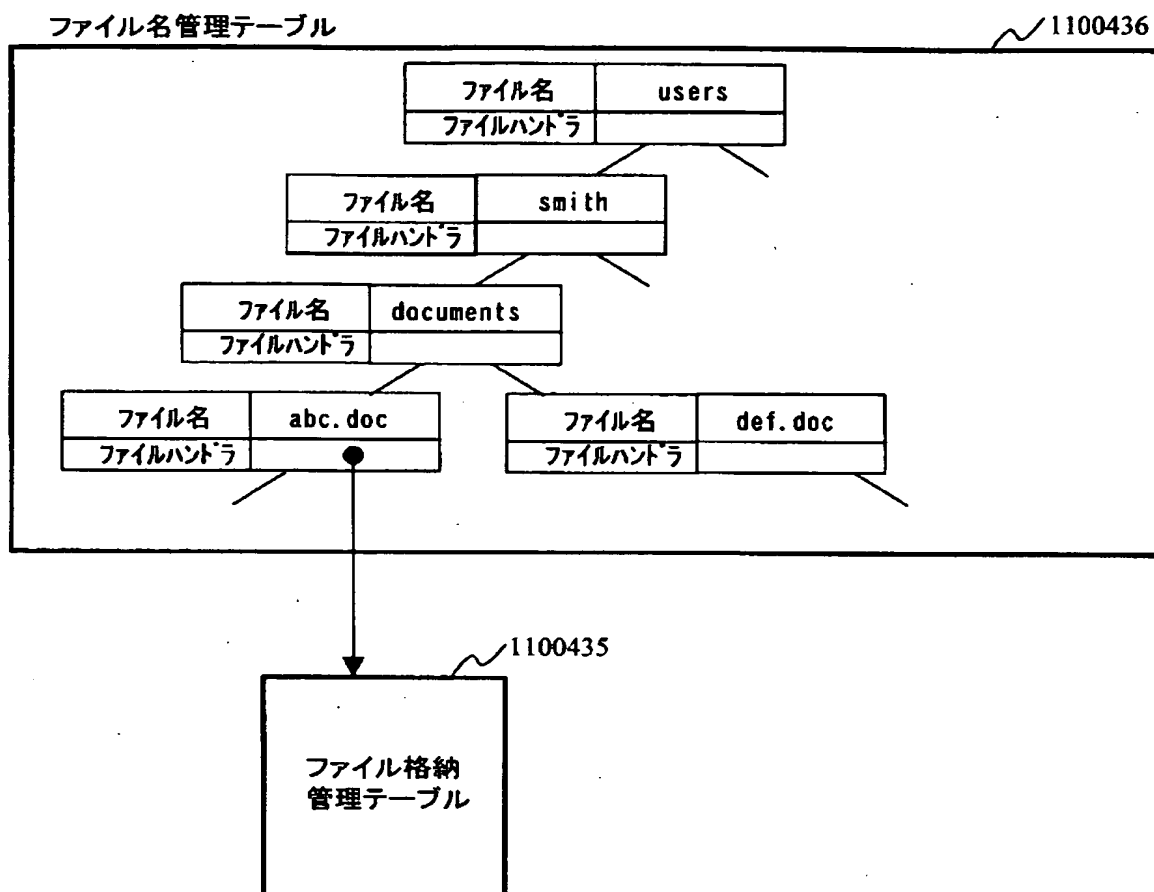 ファイル名管理テーブル 1100436
ファイル名 users
ファイルハンドラ
ファイル名 smith
ファイルハンドラ
ファイル名 documents
ファイルハンドラ
ファイル名 abc.doc ファイル名 def.doc
ファイルハンドラ ファイルハンドラ
1100435
ファイル格納
管理テーブル